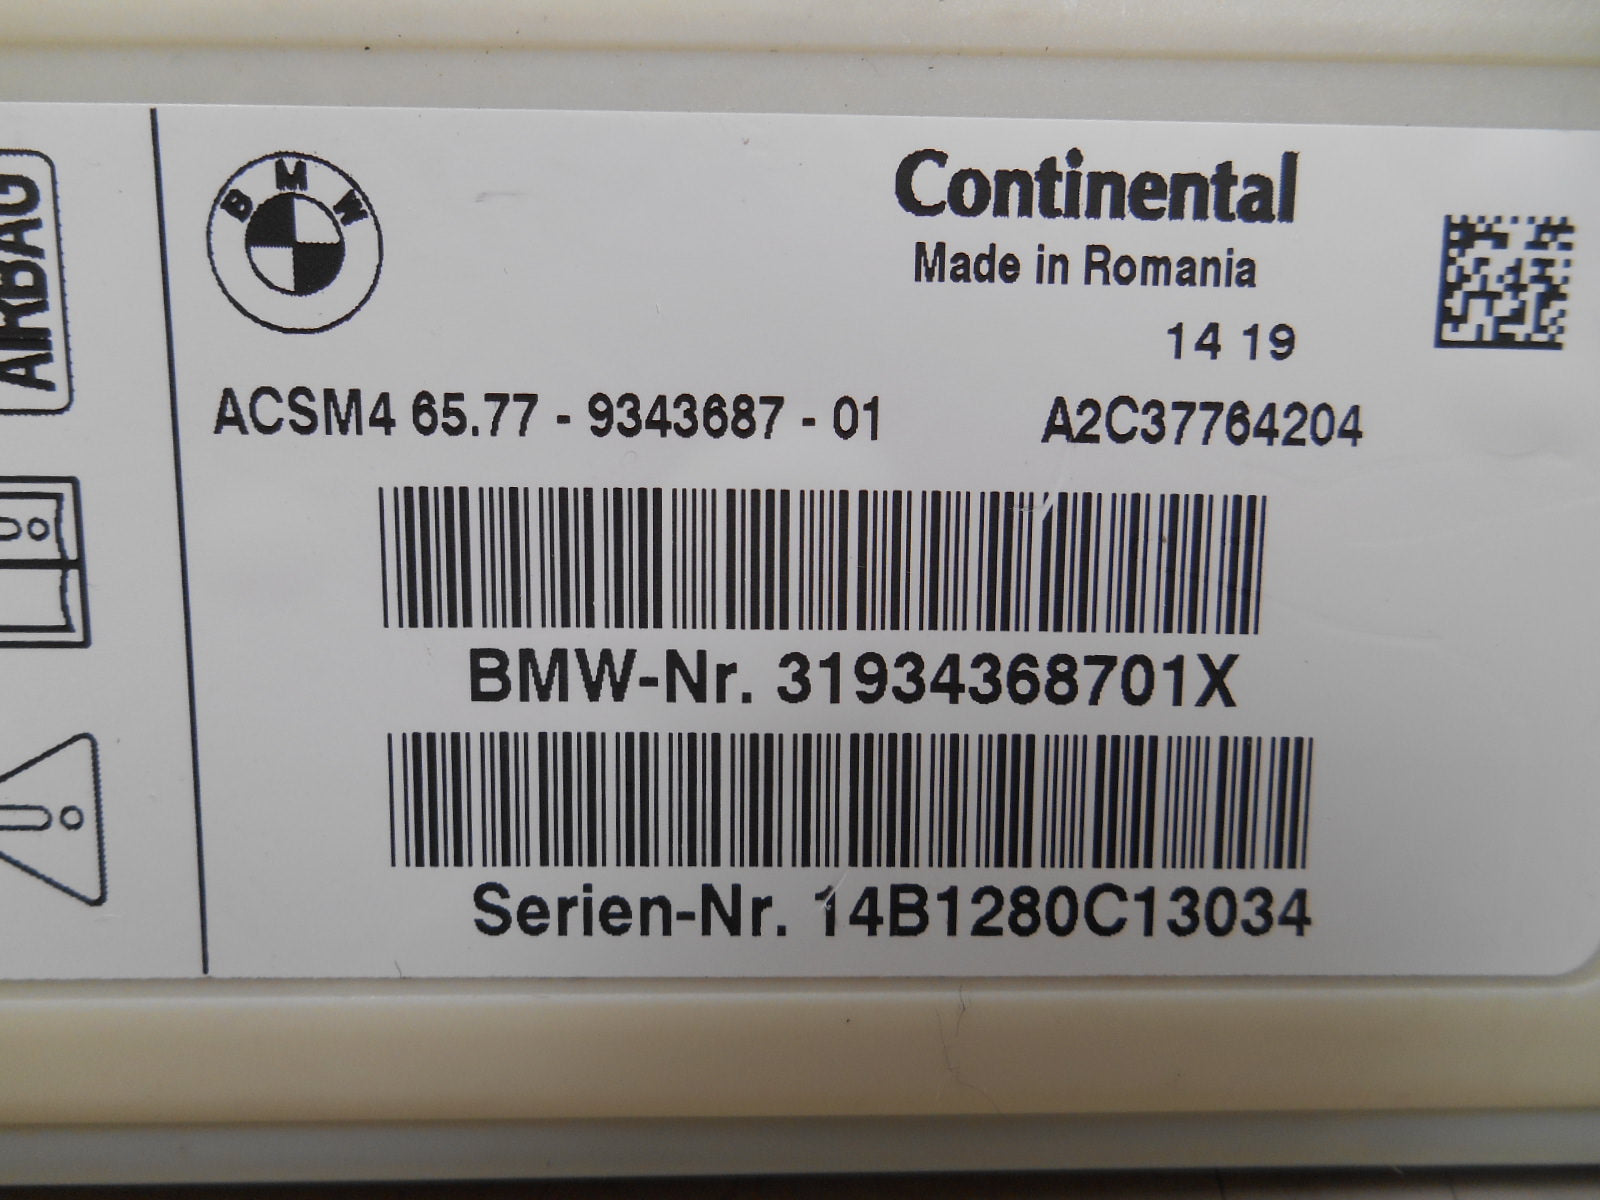 AIRBAG
BMW
Continental
Made in Romania
14 19
ACSM4 65.77 - 9343687 - 01 A2C37764204
BMW-Nr. 31934368701X
Serien-Nr. 14B1280C13034